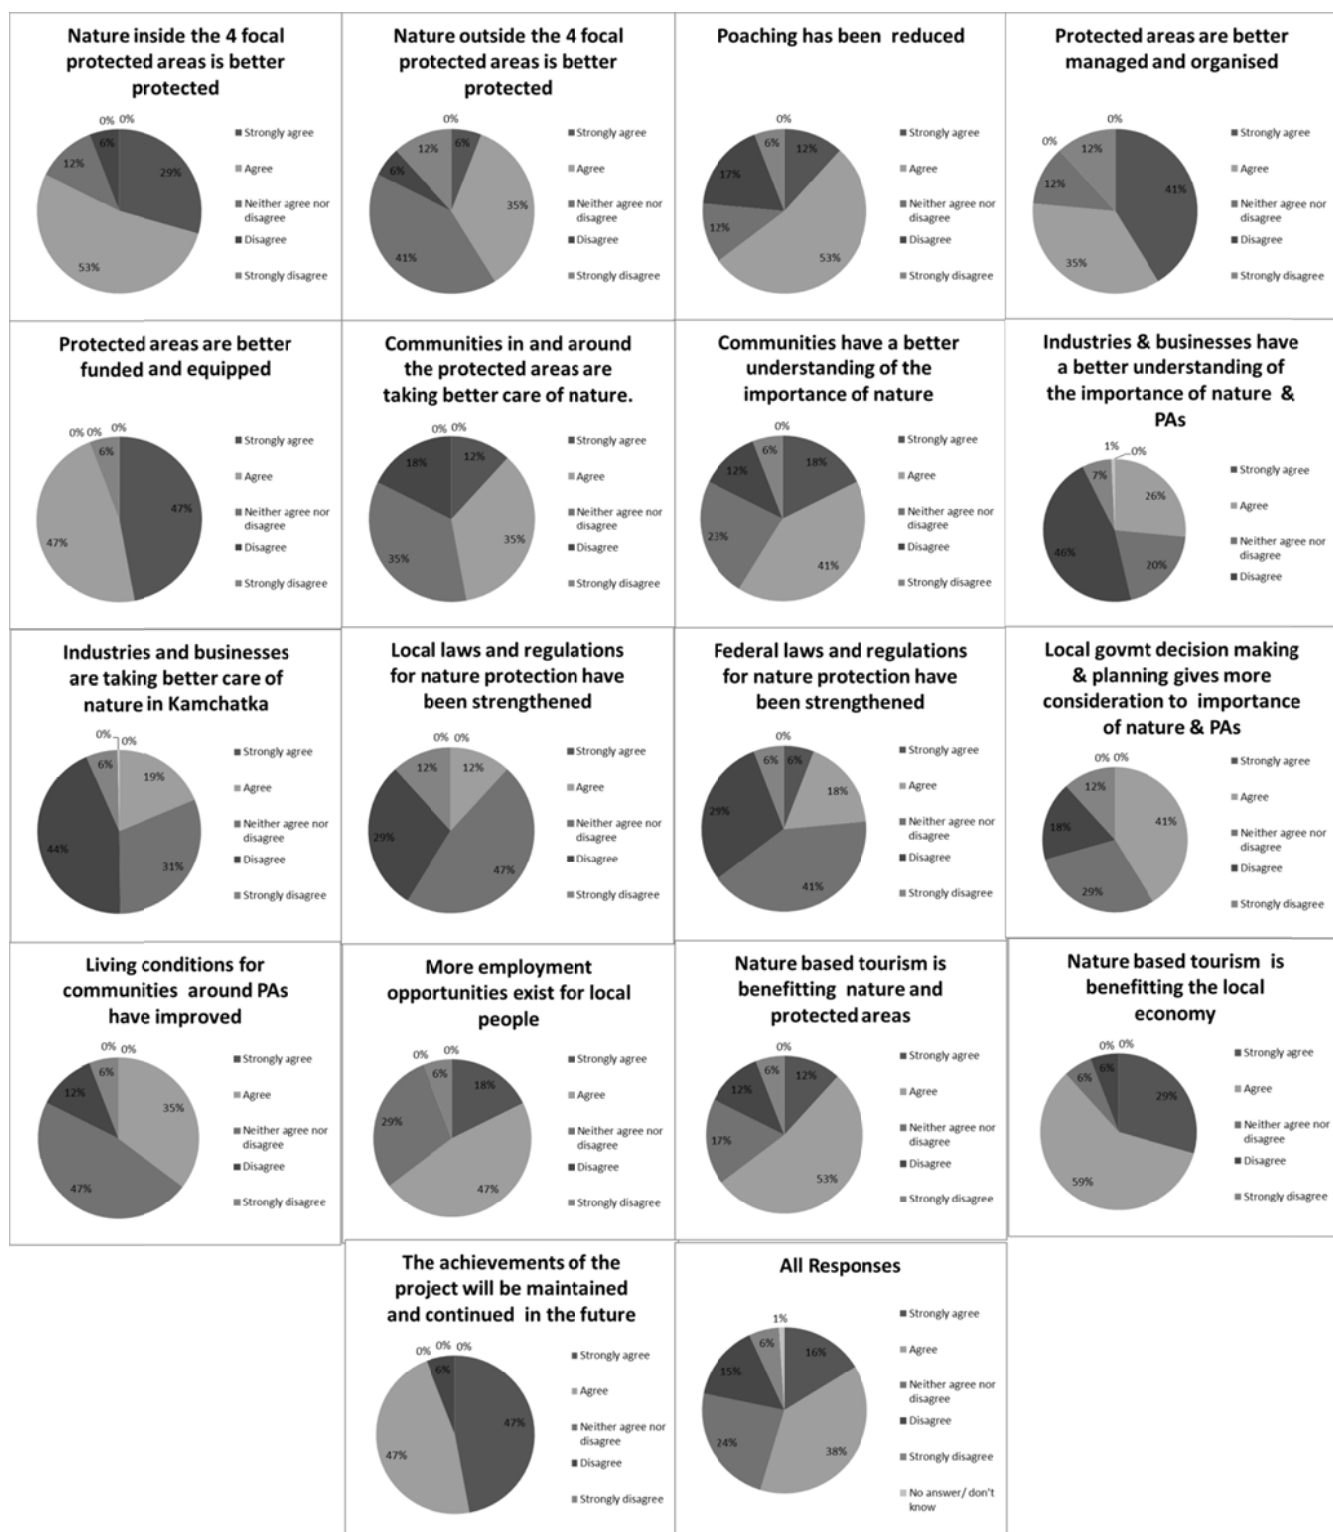 Nature inside the 4 focal
protected areas is better
protected
0% 0%
6%
12%
29%
53%
Strongly agree
Agree
Neither agree nor
disagree
Disagree
Strongly disagree
Nature outside the 4 focal
protected areas is better
protected
0%
12%
6%
6%
35%
41%
Strongly agree
Agree
Neither agree nor
disagree
Disagree
Strongly disagree
Poaching has been reduced
0%
6%
12%
17%
12%
53%
Strongly agree
Agree
Neither agree nor
disagree
Disagree
Strongly disagree
Protected areas are better
managed and organised
0%
0%
12%
12%
41%
35%
Strongly agree
Agree
Neither agree nor
disagree
Disagree
Strongly disagree
Protected areas are better
funded and equipped
0% 0%
0%
6%
47%
47%
Strongly agree
Agree
Neither agree nor
disagree
Disagree
Strongly disagree
Communities in and around
the protected areas are
taking better care of nature.
0% 0%
18%
12%
35%
35%
Strongly agree
Agree
Neither agree nor
disagree
Disagree
Strongly disagree
Communities have a better
understanding of the
importance of nature
0%
6%
12%
18%
23%
41%
Strongly agree
Agree
Neither agree nor
disagree
Disagree
Strongly disagree
Industries & businesses have
a better understanding of
the importance of nature &
PAs
1%
0%
7%
26%
46%
20%
Strongly agree
Agree
Neither agree nor
disagree
Disagree
Industries and businesses
are taking better care of
nature in Kamchatka
0%
0%
6%
19%
44%
31%
Strongly agree
Agree
Neither agree nor
disagree
Disagree
Strongly disagree
Local laws and regulations
for nature protection have
been strengthened
0% 0%
12%
12%
29%
47%
Strongly agree
Agree
Neither agree nor
disagree
Disagree
Strongly disagree
Federal laws and regulations
for nature protection have
been strengthened
0%
6%
6%
18%
29%
41%
Strongly agree
Agree
Neither agree nor
disagree
Disagree
Strongly disagree
Local govmt decision making
& planning gives more
consideration to importance
of nature & PAs
0% 0%
12%
18%
41%
29%
Strongly agree
Agree
Neither agree nor
disagree
Disagree
Strongly disagree
Living conditions for
communities around PAs
have improved
0% 0%
6%
12%
35%
47%
Strongly agree
Agree
Neither agree nor
disagree
Disagree
Strongly disagree
More employment
opportunities exist for local
people
0%
0%
6%
18%
29%
47%
Strongly agree
Agree
Neither agree nor
disagree
Disagree
Strongly disagree
Nature based tourism is
benefitting nature and
protected areas
0%
6%
12%
12%
17%
53%
Strongly agree
Agree
Neither agree nor
disagree
Disagree
Strongly disagree
Nature based tourism is
benefitting the local
economy
0% 0%
6%
6%
29%
59%
Strongly agree
Agree
Neither agree nor
disagree
Disagree
Strongly disagree
The achievements of the
project will be maintained
and continued in the future
0%
0% 0%
6%
47%
47%
Strongly agree
Agree
Neither agree nor
disagree
Disagree
Strongly disagree
All Responses
1%
6%
16%
15%
24%
38%
Strongly agree
Agree
Neither agree nor
disagree
Disagree
Strongly disagree
No answer/ don't
know